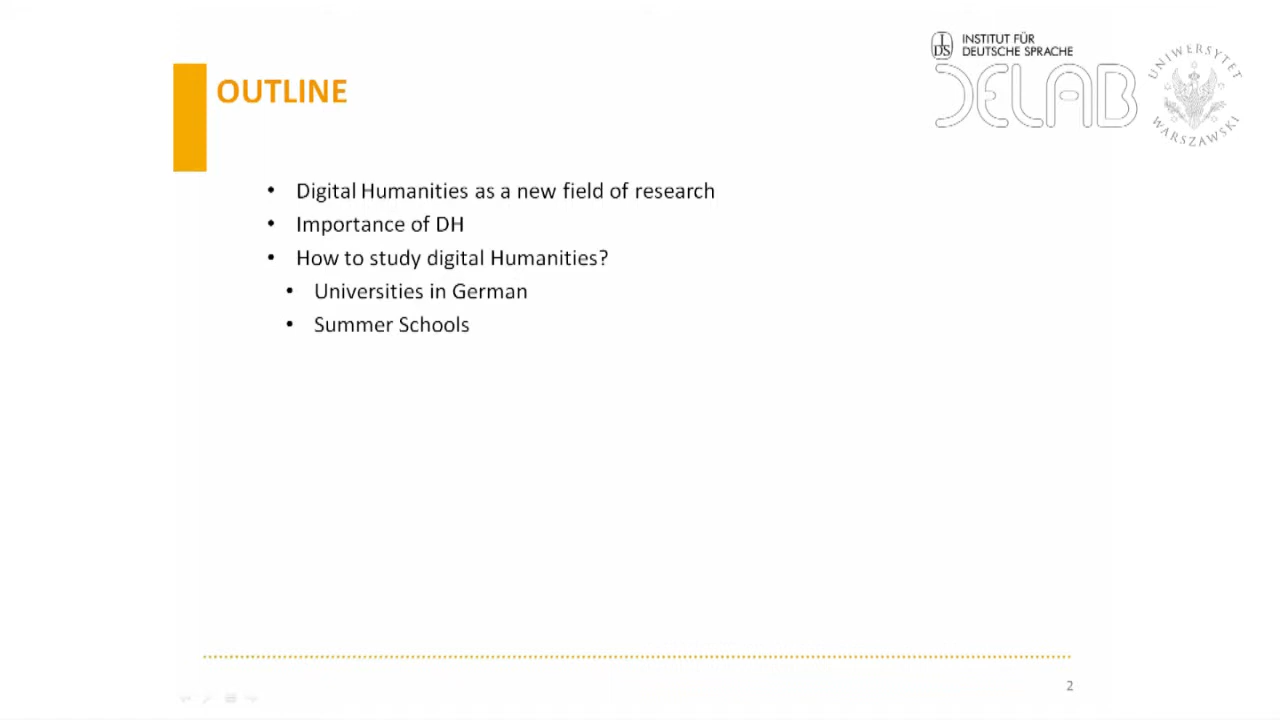 INSTITUT FÜR
DEUTSCHE SPRACHE
IDS
DELAB
UNIWERSYTET
WARSZAWSKI
OUTLINE
• Digital Humanities as a new field of research
• Importance of DH
• How to study digital Humanities?
• Universities in German
• Summer Schools
2